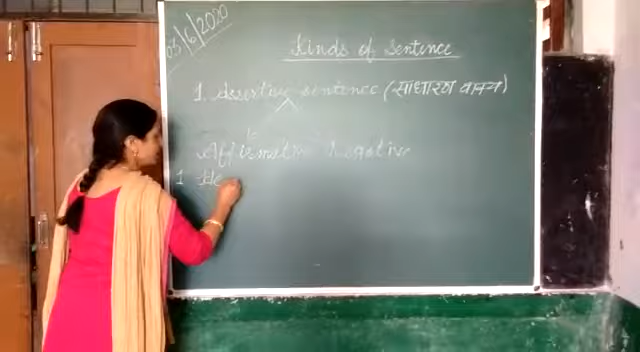 05/6/2020
Kinds of Sentence
1. Assertive sentence (साधारण वाक्य)
Affirmative Negative
1 He